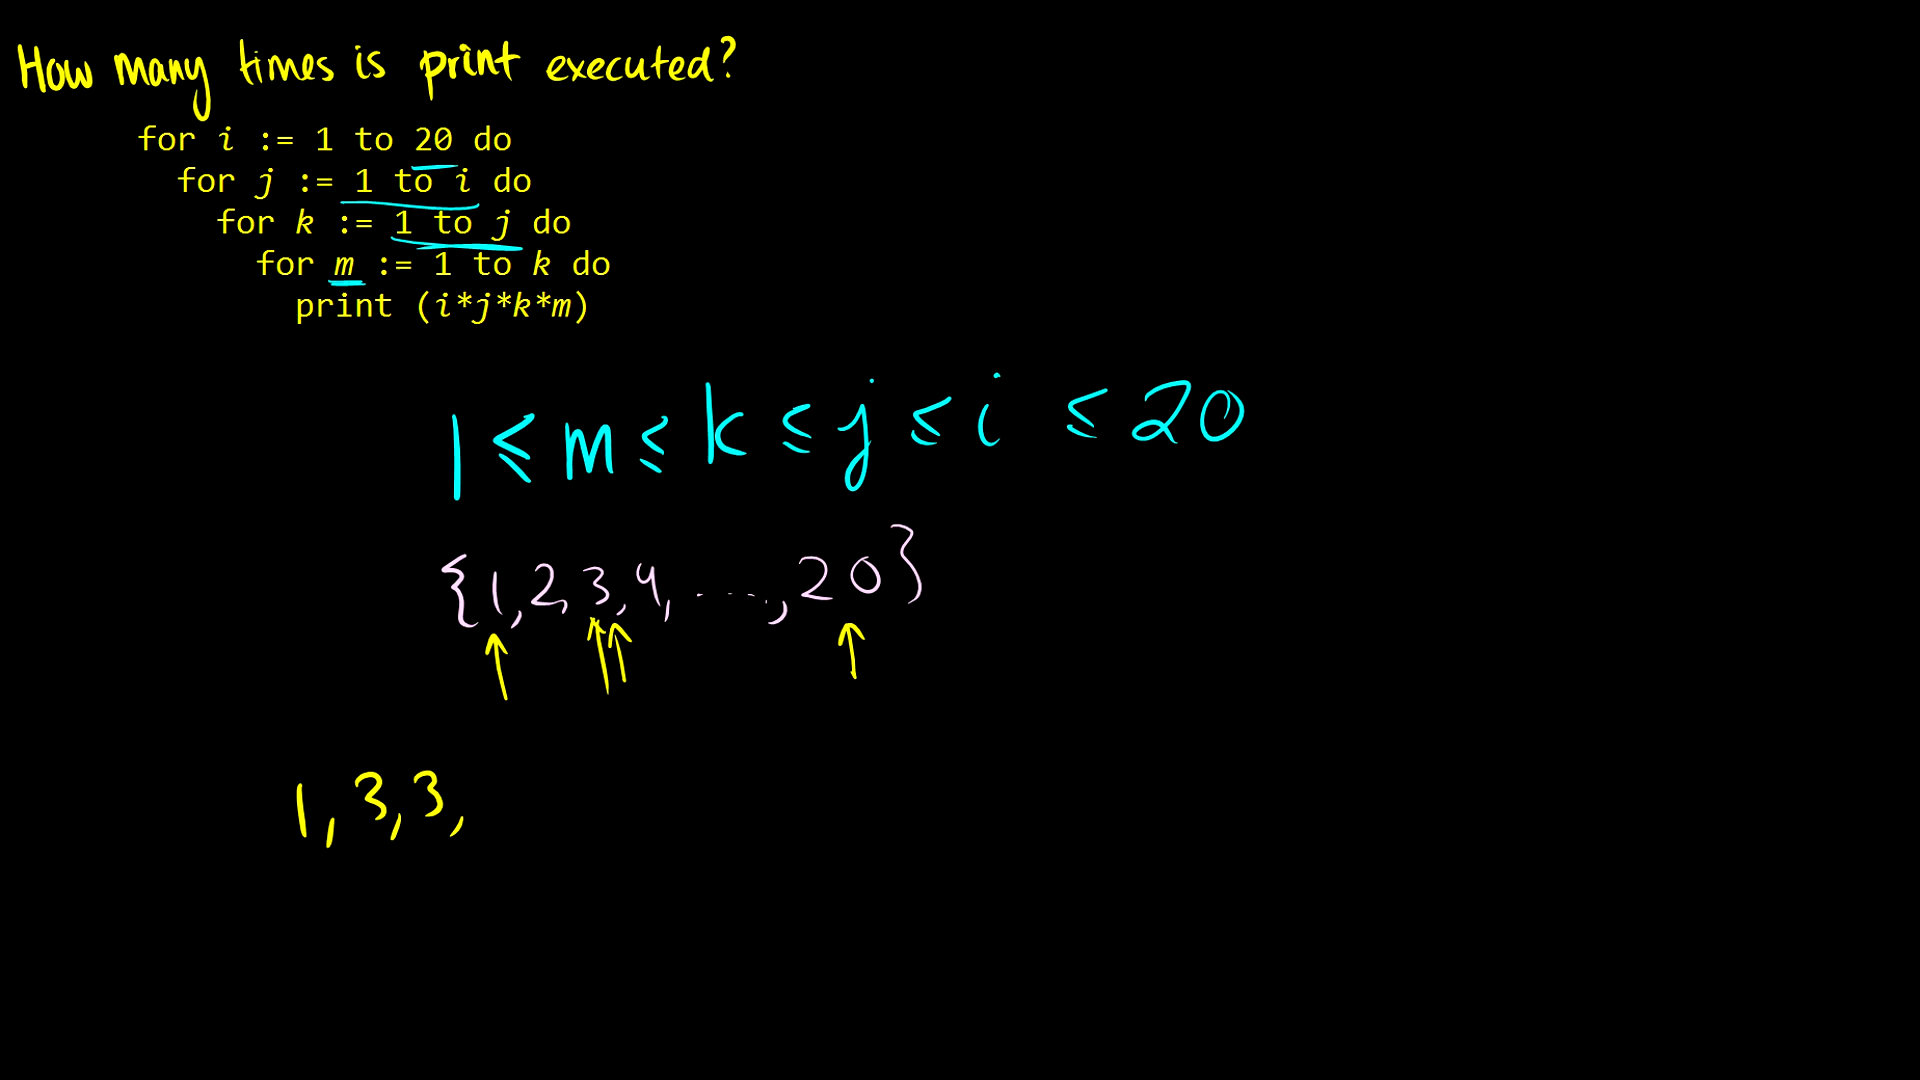 How many times is print executed?
for i := 1 to 20 do
for j := 1 to i do
for k := 1 to j do
for m := 1 to k do
print (i*j*k*m)
1 ≤ m ≤ k ≤ j ≤ i ≤ 20
{1,2,3,4,....,20}
1,3,3,